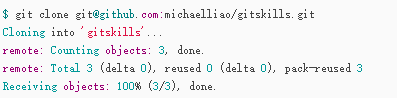 $ git clone git@github.com:michaelliao/gitskills.git
Cloning into 'gitskills'...
remote: Counting objects: 3, done.
remote: Total 3 (delta 0), reused 0 (delta 0), pack-reused 3
Receiving objects: 100% (3/3), done.